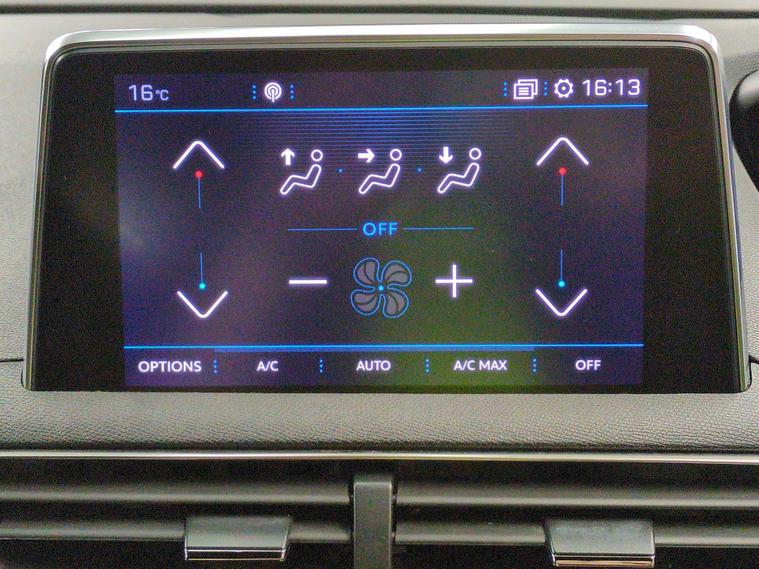 16°C 16:13
OFF
OPTIONS A/C AUTO A/C MAX OFF